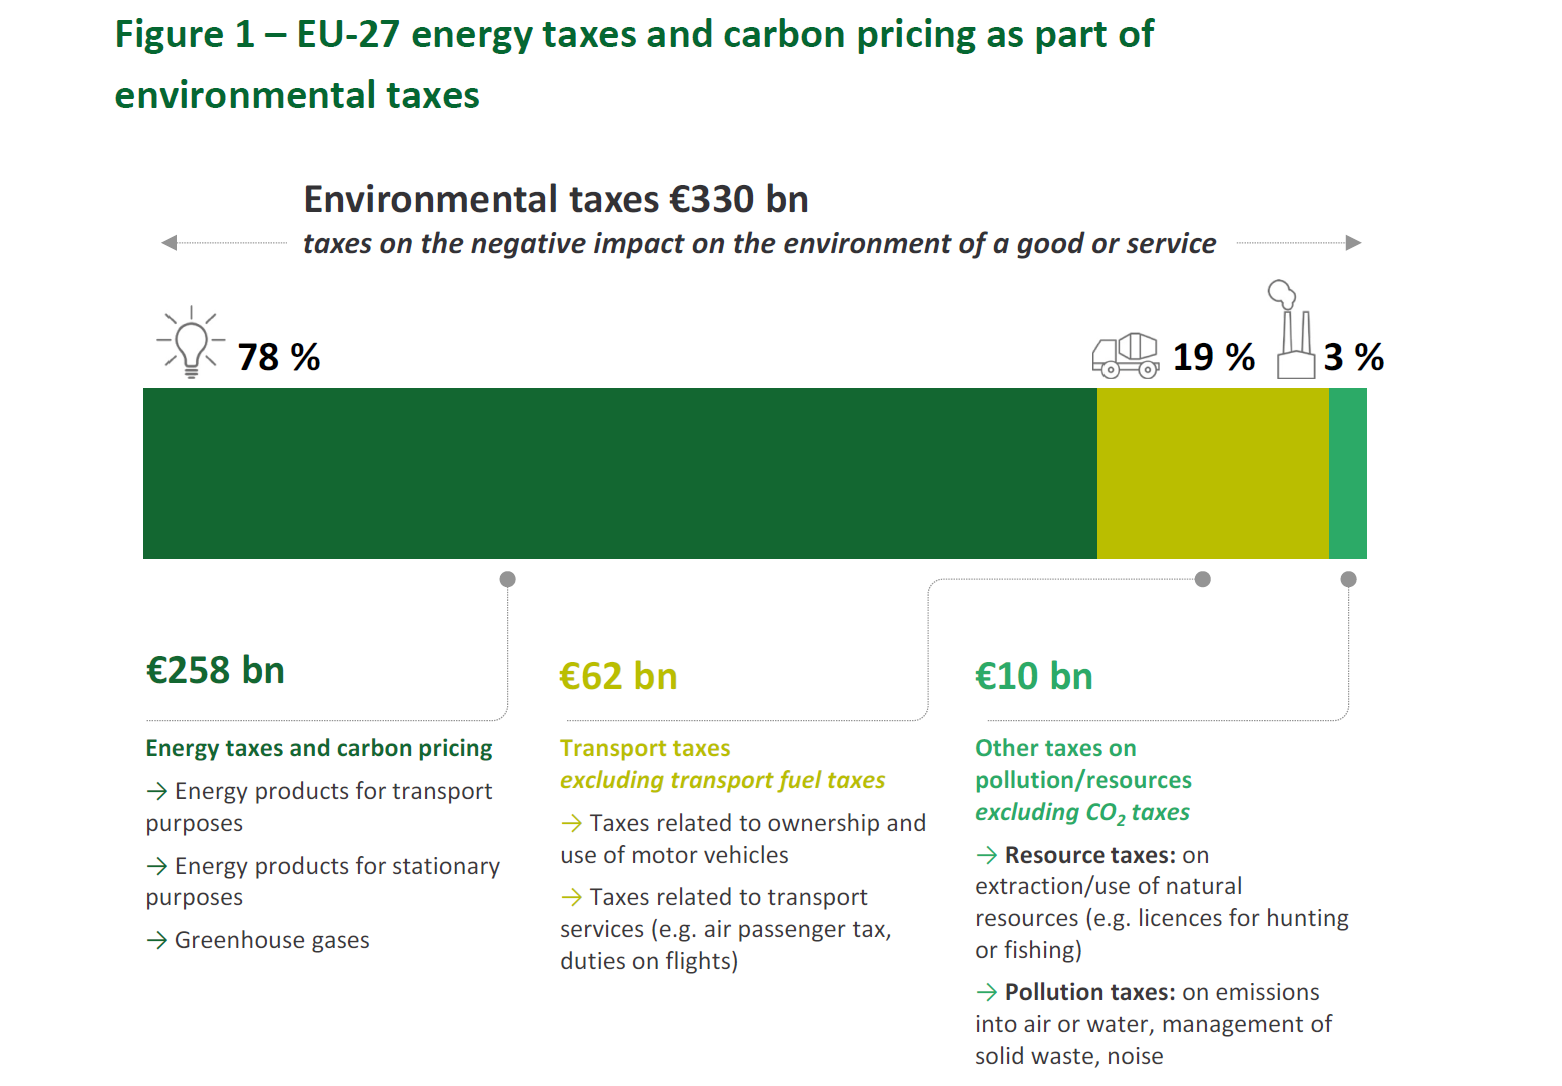 Figure 1 – EU-27 energy taxes and carbon pricing as part of
environmental taxes
Environmental taxes €330 bn
taxes on the negative impact on the environment of a good or service
78 %
19 %
3 %
€258 bn
Energy taxes and carbon pricing
→ Energy products for transport
purposes
→ Energy products for stationary
purposes
→ Greenhouse gases
€62 bn
Transport taxes
excluding transport fuel taxes
→ Taxes related to ownership and
use of motor vehicles
→ Taxes related to transport
services (e.g. air passenger tax,
duties on flights)
€10 bn
Other taxes on
pollution/resources
excluding CO₂ taxes
→ Resource taxes: on
extraction/use of natural
resources (e.g. licences for hunting
or fishing)
→ Pollution taxes: on emissions
into air or water, management of
solid waste, noise